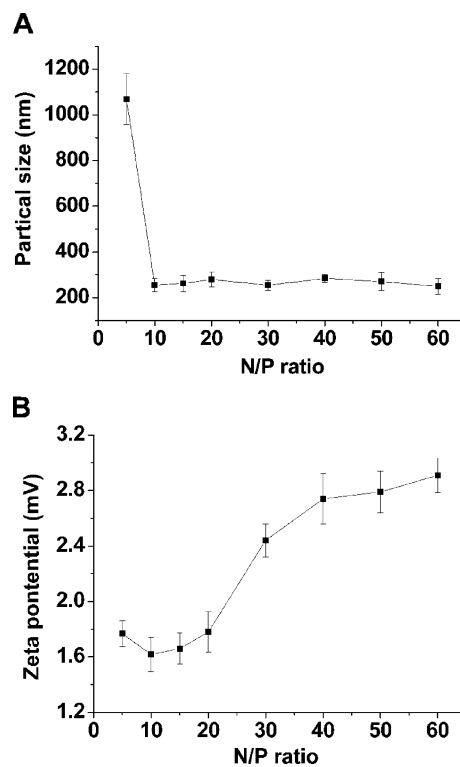 A
Partical size (nm)
1200
1000
800
600
400
200
0 10 20 30 40 50 60
N/P ratio
B
Zeta pontential (mV)
3.2
2.8
2.4
2.0
1.6
1.2
0 10 20 30 40 50 60
N/P ratio